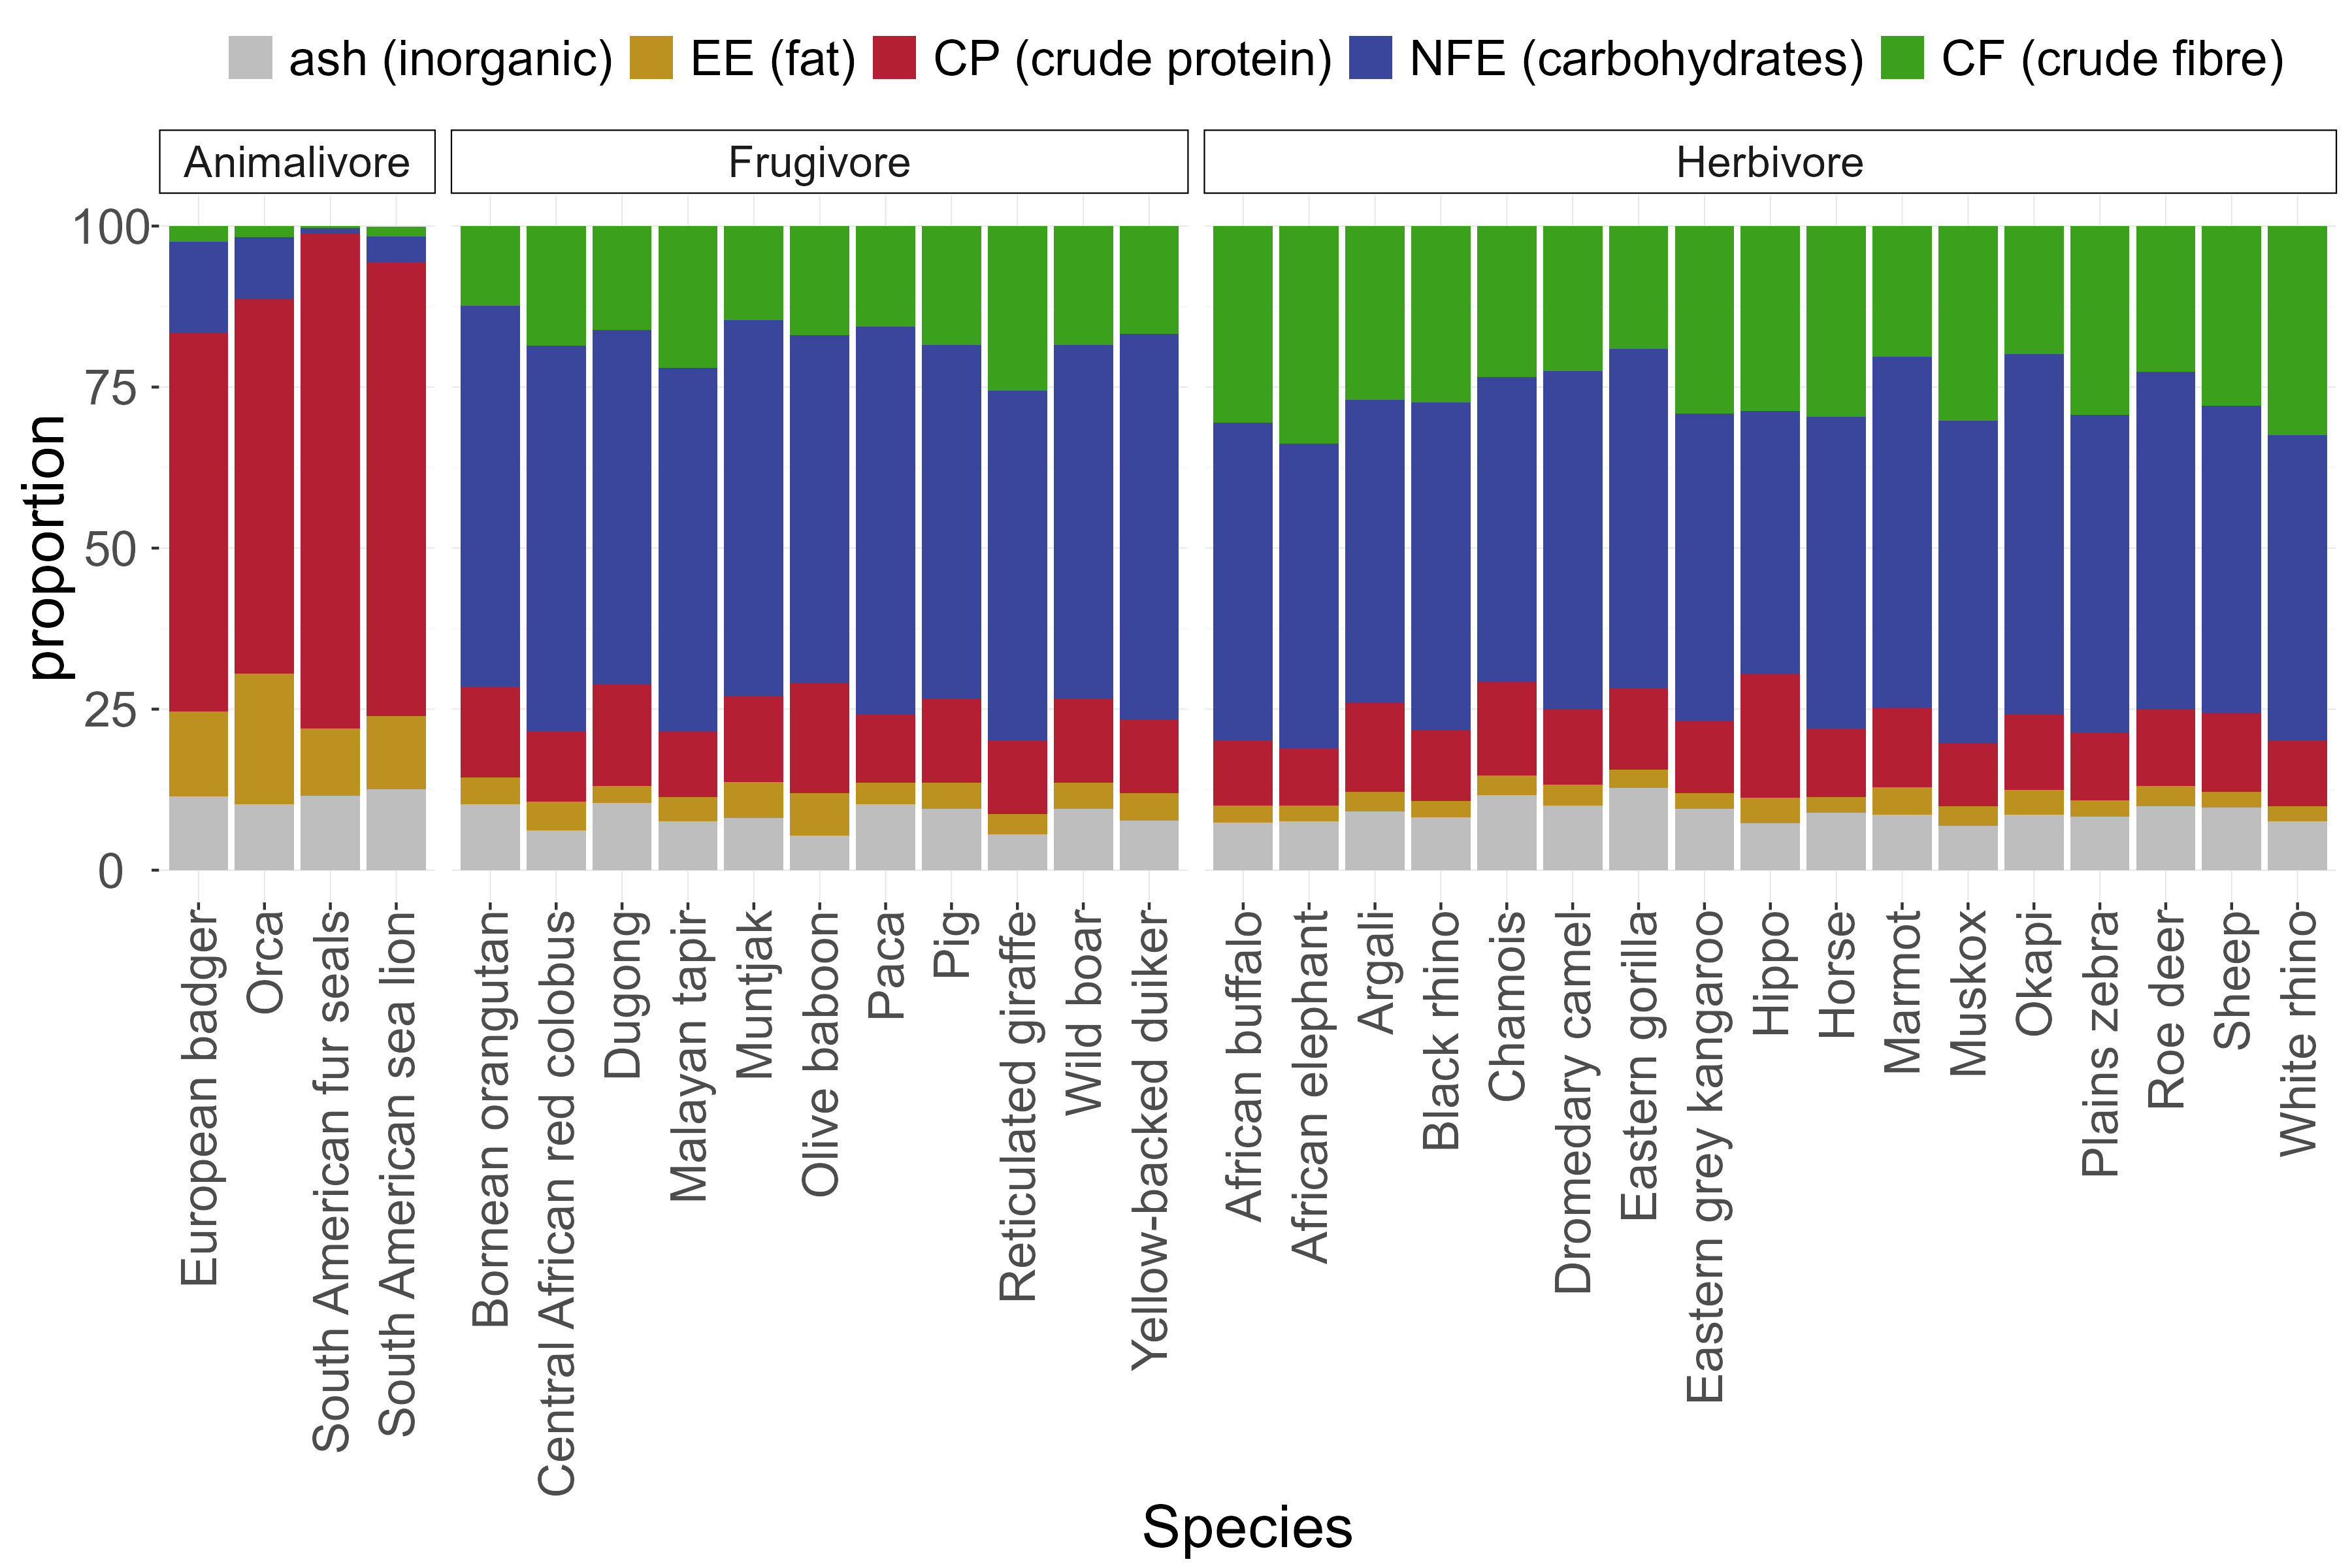 ash (inorganic) EE (fat) CP (crude protein) NFE (carbohydrates) CF (crude fibre)
Animalivore Frugivore Herbivore
proportion
100
75
50
25
0
European badger
Orca
South American fur seals
South American sea lion
Bornean orangutan
Central African red colobus
Dugong
Malayan tapir
Muntjak
Olive baboon
Paca
Pig
Reticulated giraffe
Wild boar
Yellow-backed duiker
African buffalo
African elephant
Argali
Black rhino
Chamois
Dromedary camel
Eastern gorilla
Eastern grey kangaroo
Hippo
Horse
Marmot
Muskox
Okapi
Plains zebra
Roe deer
Sheep
White rhino
Species